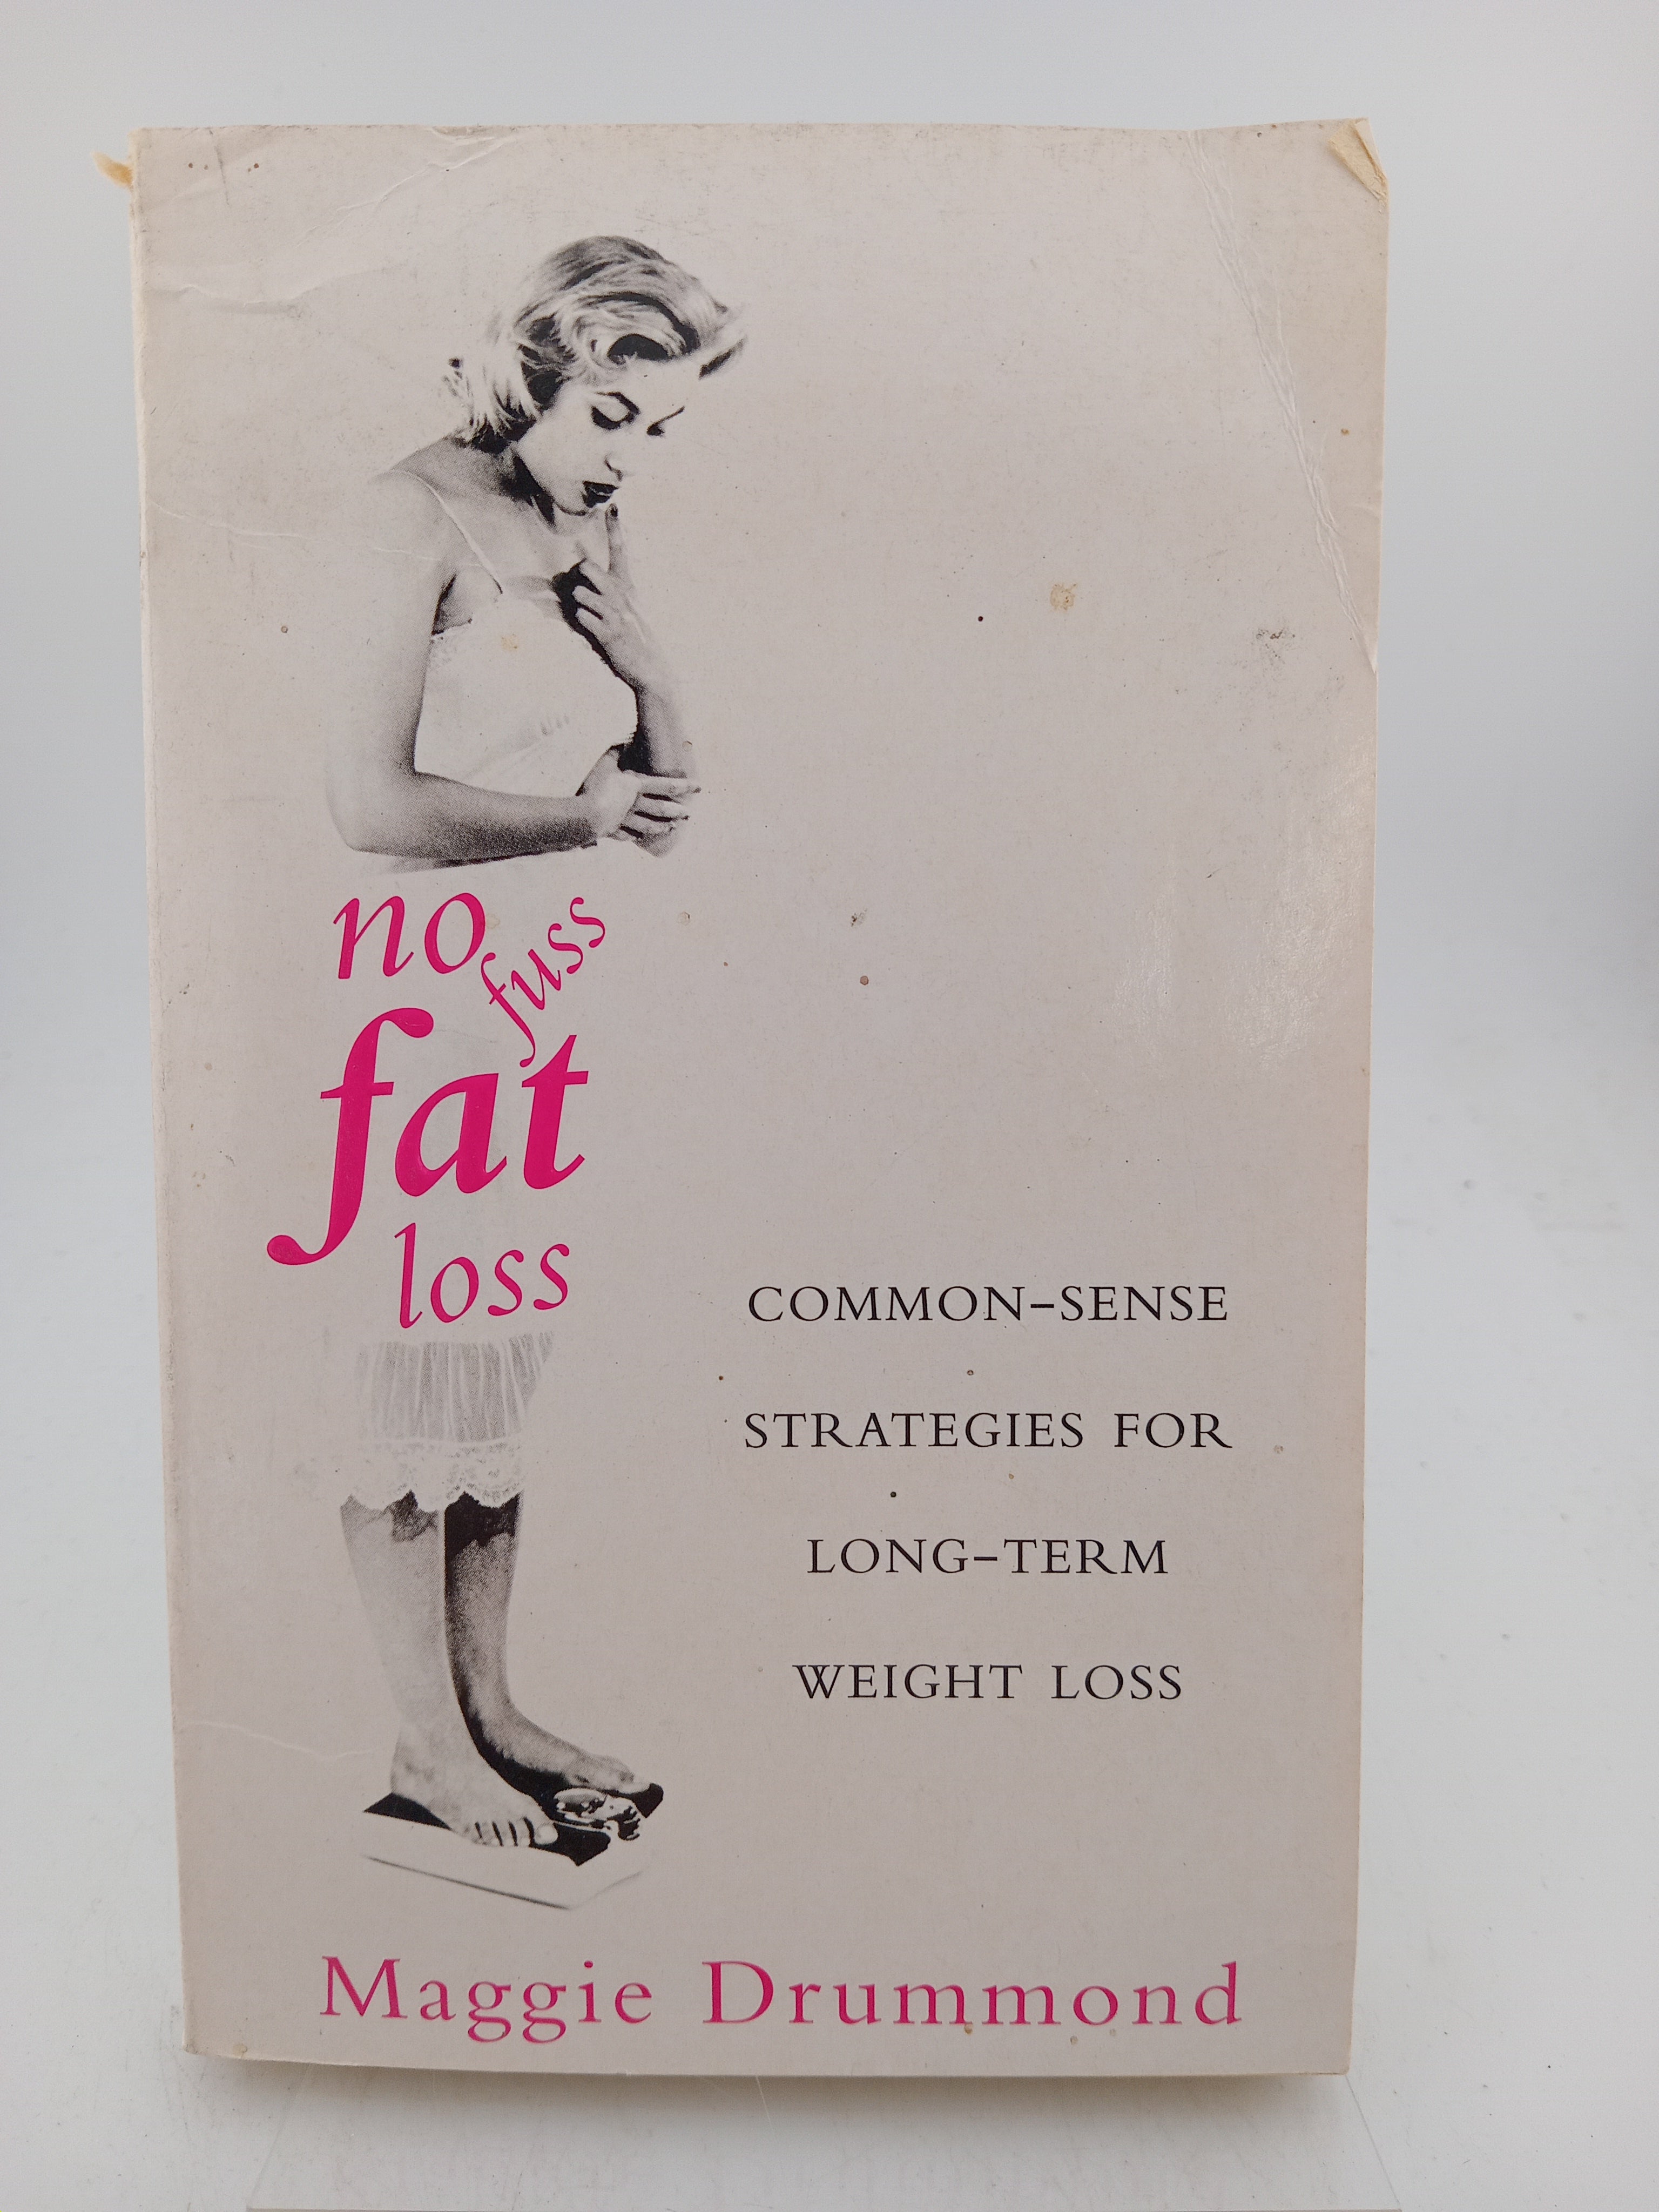 no fuss
fat
loss
COMMON-SENSE
STRATEGIES FOR
LONG-TERM
WEIGHT LOSS
Maggie Drummond